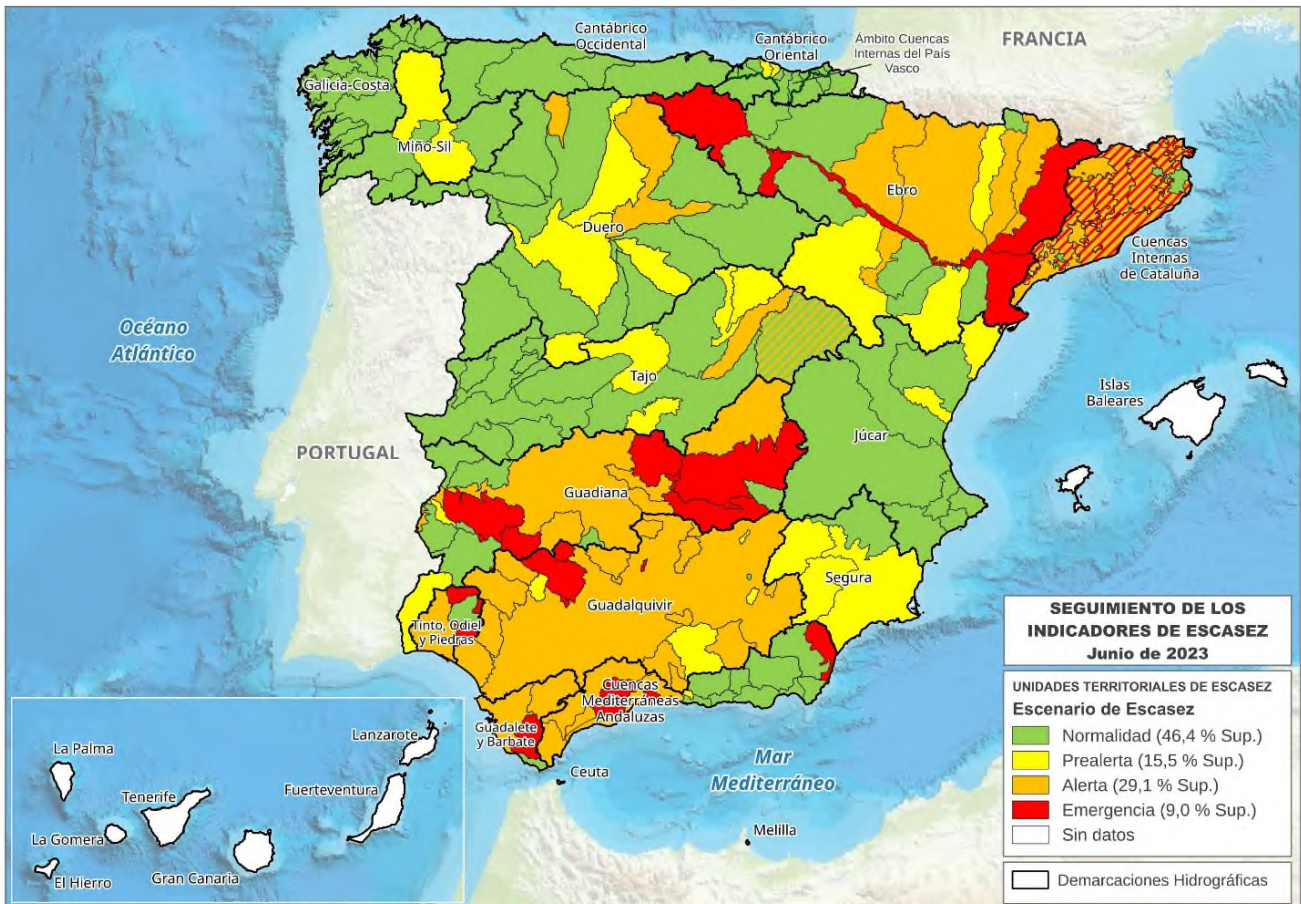 Cantábrico
Occidental
Cantábrico
Oriental
Ámbito Cuencas
Internas del País
Vasco
FRANCIA
Galicia-Costa
Miño-Sil
Duero
Ebro
Cuencas
Internas
de Cataluña
Océano
Atlántico
Tajo
Islas
Baleares
PORTUGAL
Júcar
Guadiana
Segura
Guadalquivir
Tinto, Odiel
y Piedras
Cuencas
Mediterráneas
Andaluzas
Guadalete
y Barbate
Ceuta
Mar
Mediterráneo
Melilla
La Palma
Lanzarote
Tenerife
Fuerteventura
La Gomera
El Hierro
Gran Canaria
SEGUIMIENTO DE LOS
INDICADORES DE ESCASEZ
Junio de 2023
UNIDADES TERRITORIALES DE ESCASEZ
Escenario de Escasez
Normalidad (46,4 % Sup.)
Prealerta (15,5 % Sup.)
Alerta (29,1 % Sup.)
Emergencia (9,0 % Sup.)
Sin datos
Demarcaciones Hidrográficas